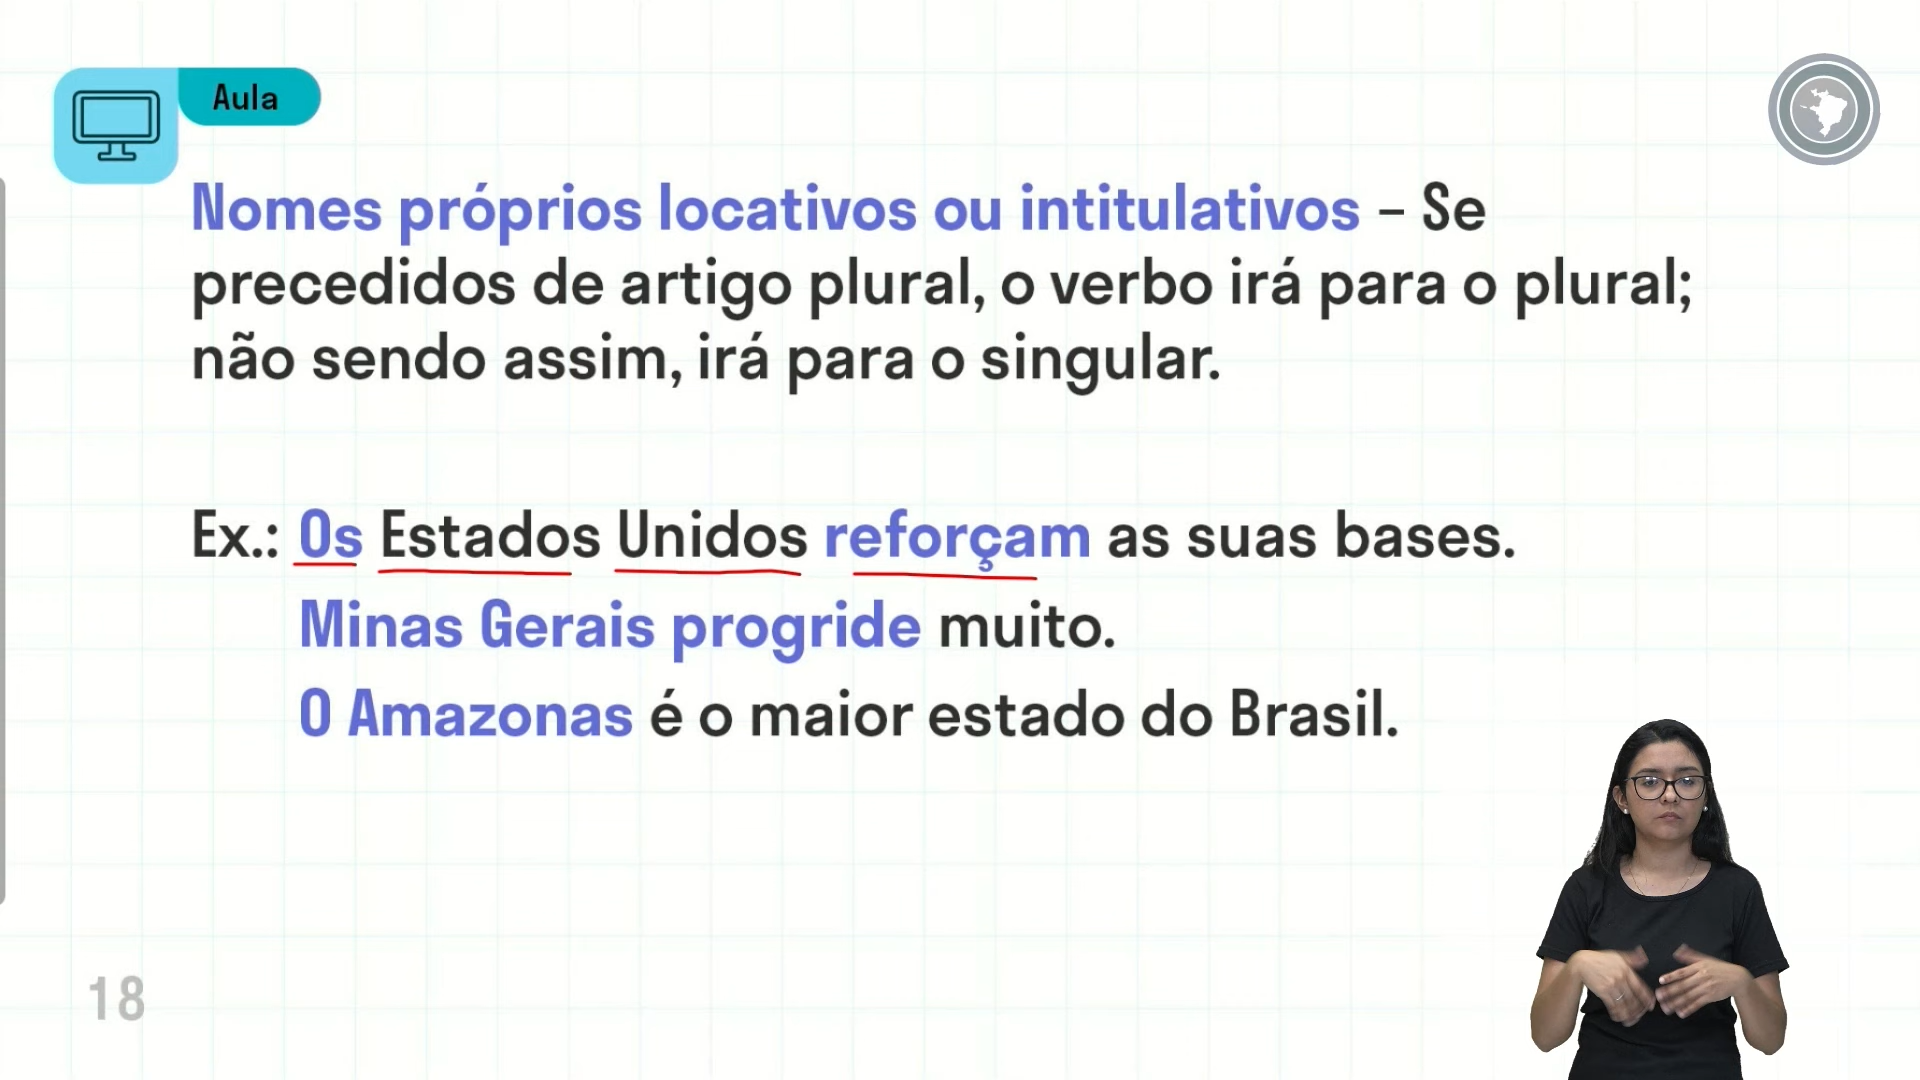 Aula
Nomes próprios locativos ou intitulativos – Se
precedidos de artigo plural, o verbo irá para o plural;
não sendo assim, irá para o singular.
Ex.: Os Estados Unidos reforçam as suas bases.
Minas Gerais progride muito.
O Amazonas é o maior estado do Brasil.
18